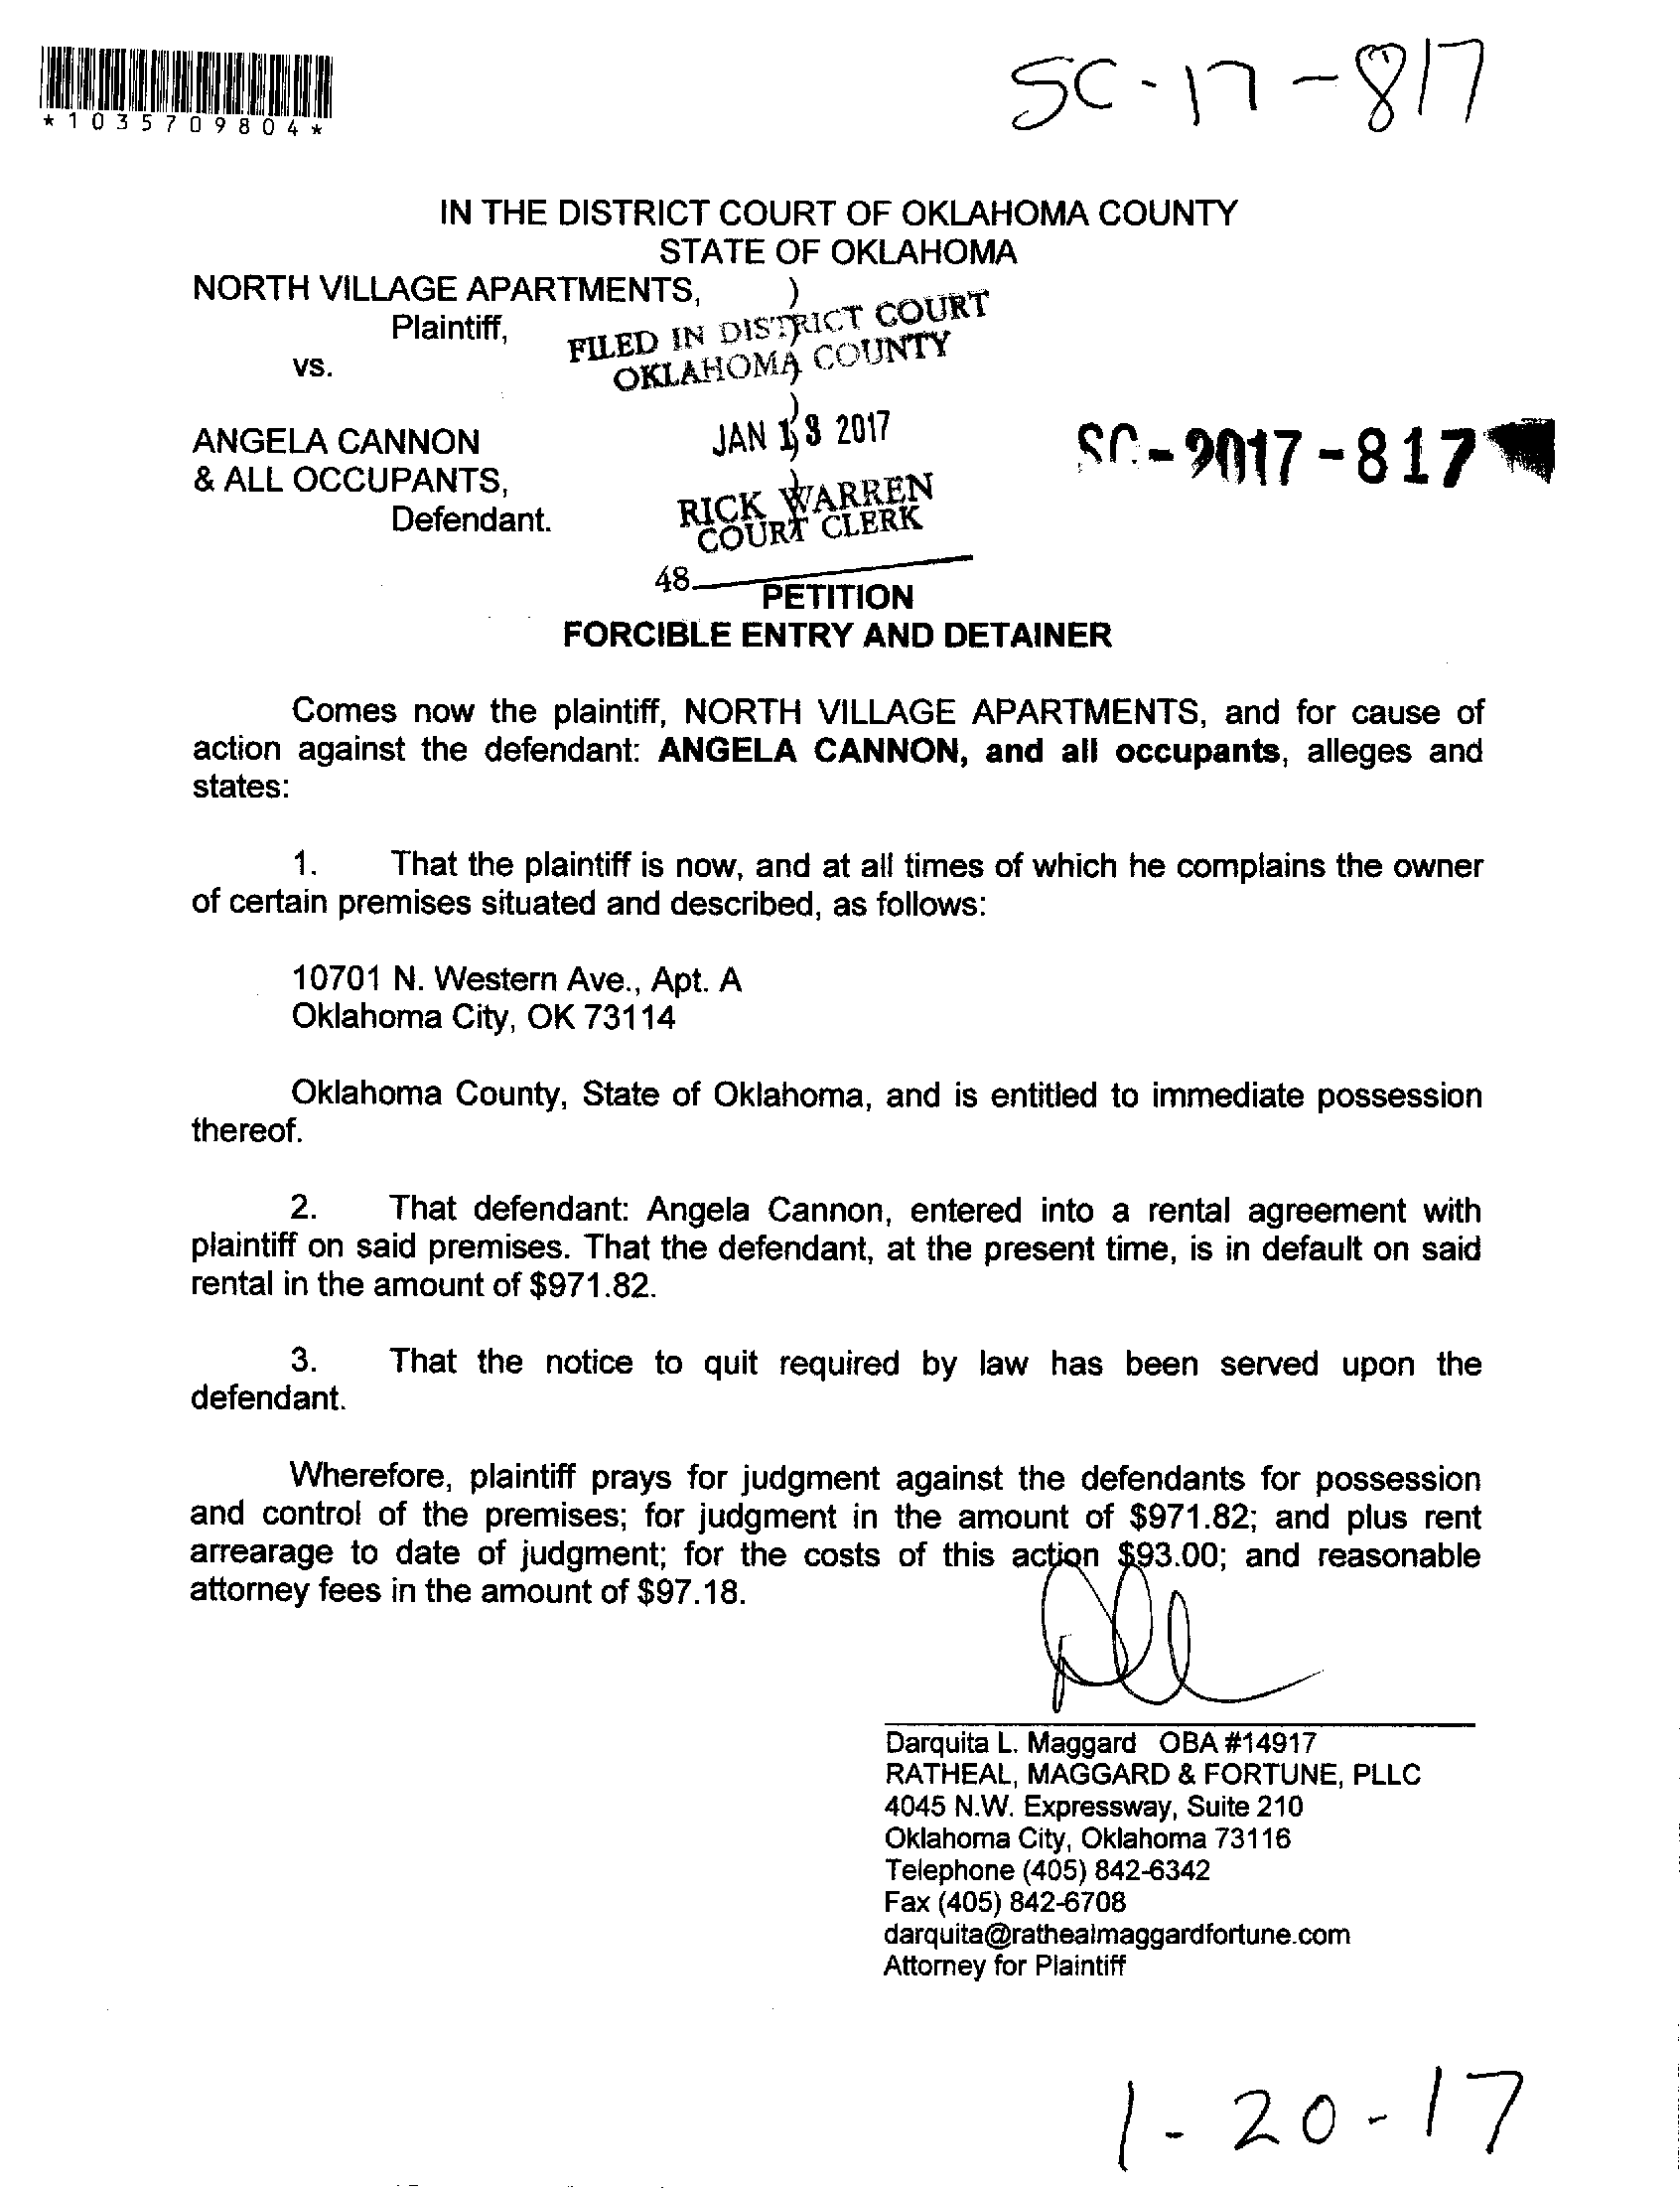 *1035709804*
SC-17-817
IN THE DISTRICT COURT OF OKLAHOMA COUNTY
STATE OF OKLAHOMA
NORTH VILLAGE APARTMENTS, )
Plaintiff, )
FILED IN DISTRICT COURT
vs. )
OKLAHOMA COUNTY
)
ANGELA CANNON )
JAN 13 2017
SC-2017-817
& ALL OCCUPANTS, )
RICK WARREN
Defendant. )
COURT CLERK
48
PETITION
FORCIBLE ENTRY AND DETAINER
Comes now the plaintiff, NORTH VILLAGE APARTMENTS, and for cause of
action against the defendant: ANGELA CANNON, and all occupants, alleges and
states:
1. That the plaintiff is now, and at all times of which he complains the owner
of certain premises situated and described, as follows:
10701 N. Western Ave., Apt. A
Oklahoma City, OK 73114
Oklahoma County, State of Oklahoma, and is entitled to immediate possession
thereof.
2. That defendant: Angela Cannon, entered into a rental agreement with
plaintiff on said premises. That the defendant, at the present time, is in default on said
rental in the amount of $971.82.
3. That the notice to quit required by law has been served upon the
defendant.
Wherefore, plaintiff prays for judgment against the defendants for possession
and control of the premises; for judgment in the amount of $971.82; and plus rent
arrearage to date of judgment; for the costs of this action $93.00; and reasonable
attorney fees in the amount of $97.18.
Darquita L. Maggard OBA #14917
RATHEAL, MAGGARD & FORTUNE, PLLC
4045 N.W. Expressway, Suite 210
Oklahoma City, Oklahoma 73116
Telephone (405) 842-6342
Fax (405) 842-6708
darquita@rathealmaggardfortune.com
Attorney for Plaintiff
1-20-17